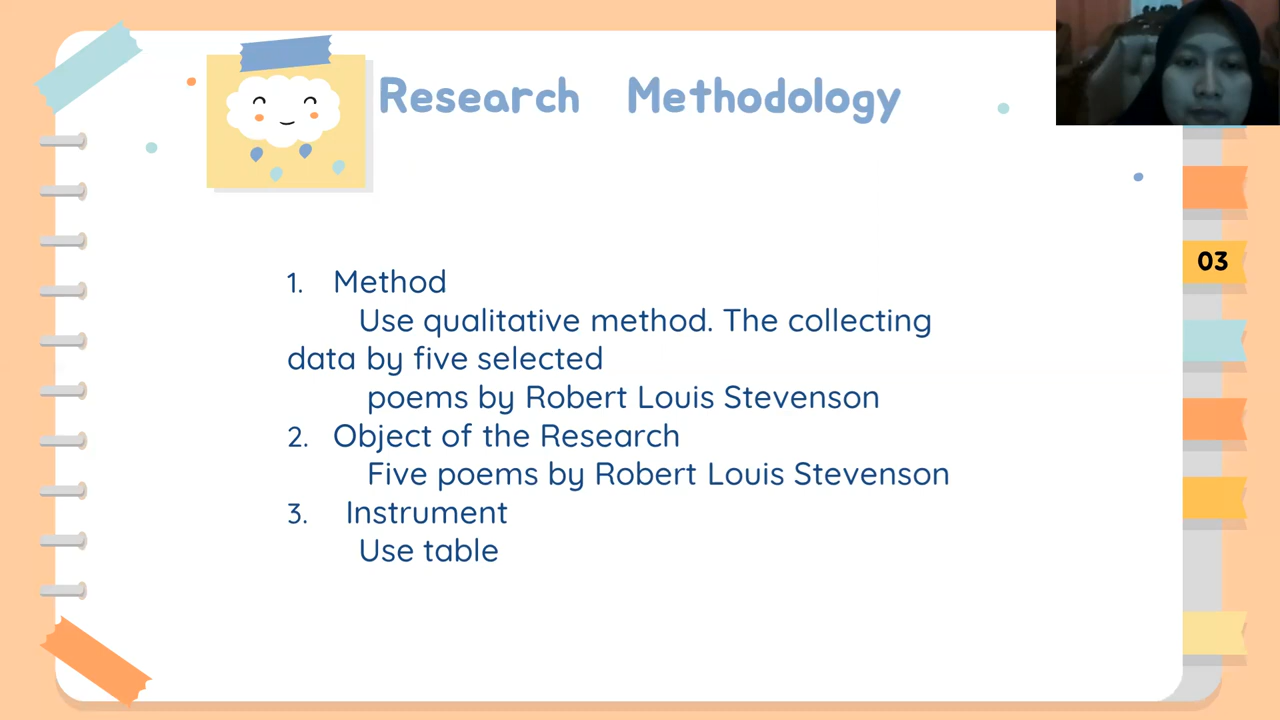 Research Methodology
03
1. Method
Use qualitative method. The collecting
data by five selected
poems by Robert Louis Stevenson
2. Object of the Research
Five poems by Robert Louis Stevenson
3. Instrument
Use table